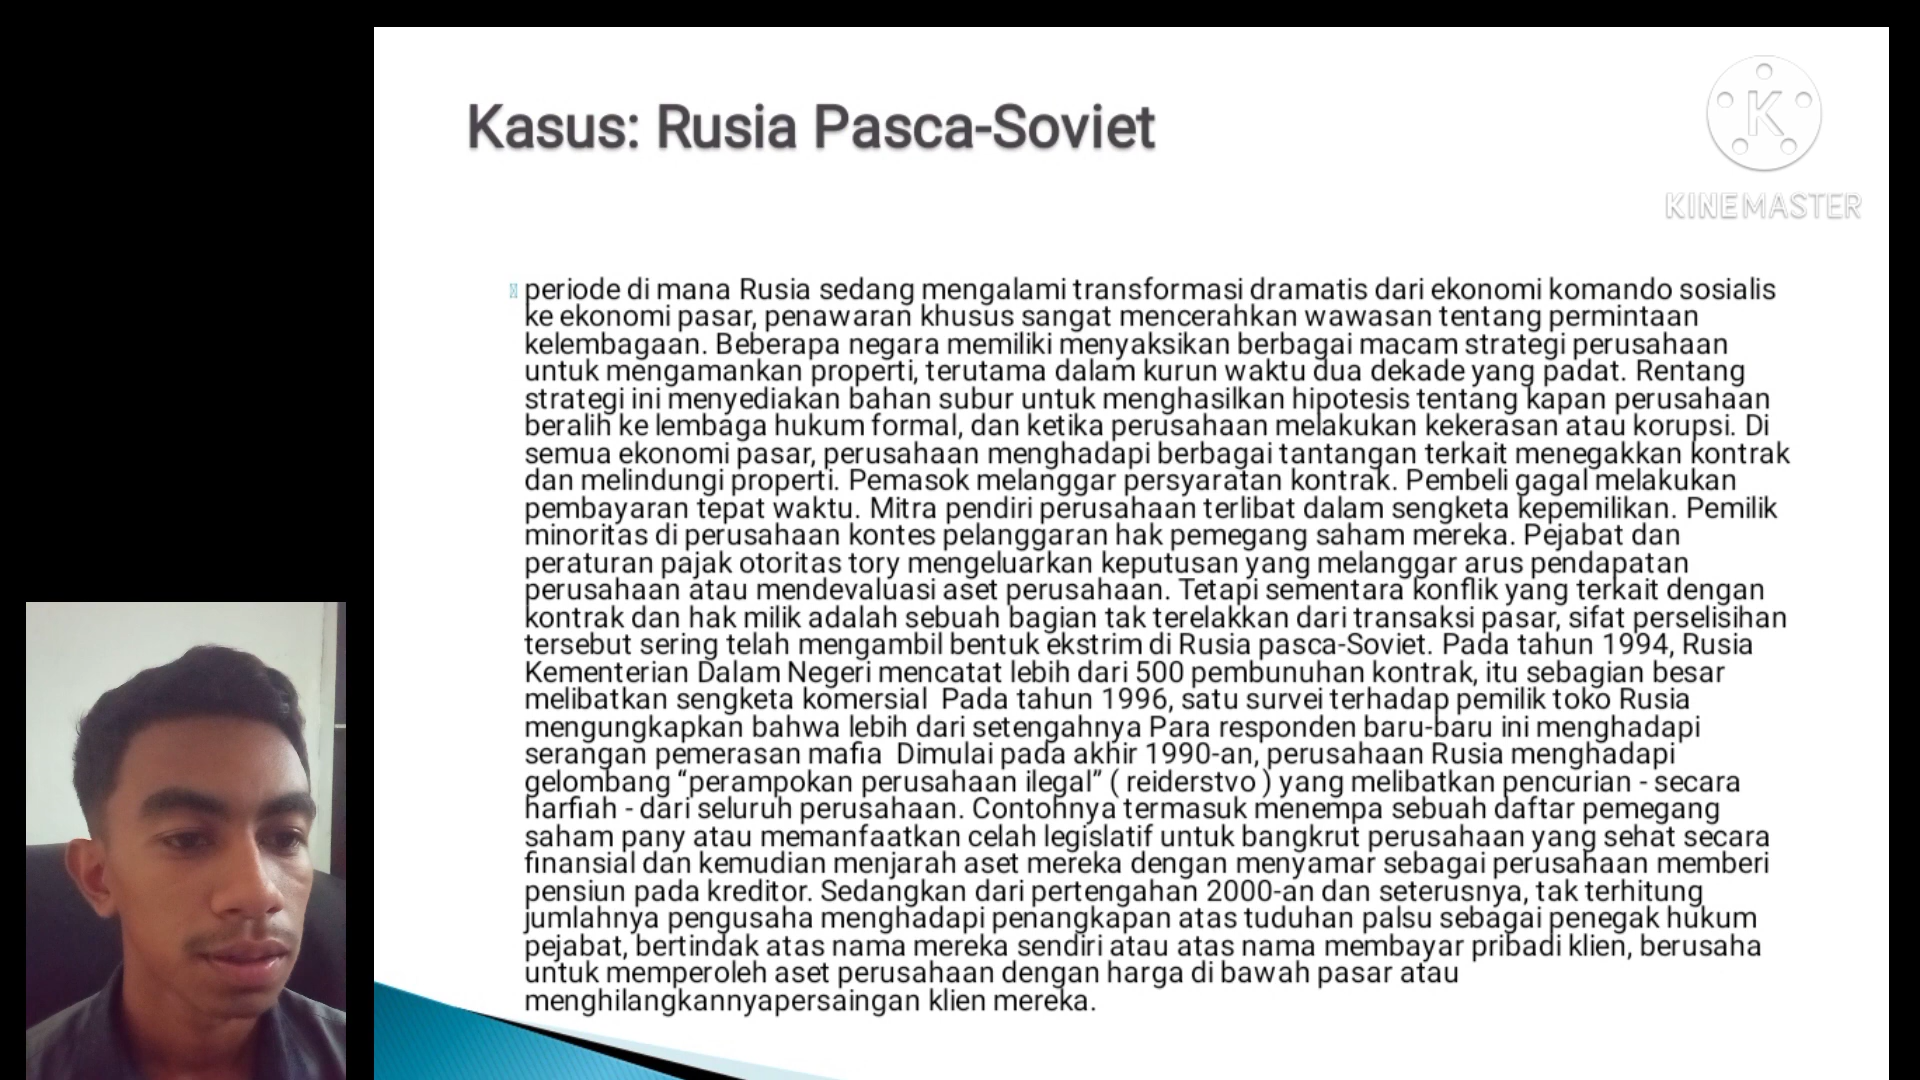 Kasus: Rusia Pasca-Soviet
K
KINEMASTER
periode di mana Rusia sedang mengalami transformasi dramatis dari ekonomi komando sosialis
ke ekonomi pasar, penawaran khusus sangat mencerahkan wawasan tentang permintaan
kelembagaan. Beberapa negara memiliki menyaksikan berbagai macam strategi perusahaan
untuk mengamankan properti, terutama dalam kurun waktu dua dekade yang padat. Rentang
strategi ini menyediakan bahan subur untuk menghasilkan hipotesis tentang kapan perusahaan
beralih ke lembaga hukum formal, dan ketika perusahaan melakukan kekerasan atau korupsi. Di
semua ekonomi pasar, perusahaan menghadapi berbagai tantangan terkait menegakkan kontrak
dan melindungi properti. Pemasok melanggar persyaratan kontrak. Pembeli gagal melakukan
pembayaran tepat waktu. Mitra pendiri perusahaan terlibat dalam sengketa kepemilikan. Pemilik
minoritas di perusahaan kontes pelanggaran hak pemegang saham mereka. Pejabat dan
peraturan pajak otoritas tory mengeluarkan keputusan yang melanggar arus pendapatan
perusahaan atau mendevaluasi aset perusahaan. Tetapi sementara konflik yang terkait dengan
kontrak dan hak milik adalah sebuah bagian tak terelakkan dari transaksi pasar, sifat perselisihan
tersebut sering telah mengambil bentuk ekstrim di Rusia pasca-Soviet. Pada tahun 1994, Rusia
Kementerian Dalam Negeri mencatat lebih dari 500 pembunuhan kontrak, itu sebagian besar
melibatkan sengketa komersial  Pada tahun 1996, satu survei terhadap pemilik toko Rusia
mengungkapkan bahwa lebih dari setengahnya Para responden baru-baru ini menghadapi
serangan pemerasan mafia  Dimulai pada akhir 1990-an, perusahaan Rusia menghadapi
gelombang “perampokan perusahaan ilegal” ( reiderstvo ) yang melibatkan pencurian - secara
harfiah - dari seluruh perusahaan. Contohnya termasuk menempa sebuah daftar pemegang
saham pany atau memanfaatkan celah legislatif untuk bangkrut perusahaan yang sehat secara
finansial dan kemudian menjarah aset mereka dengan menyamar sebagai perusahaan memberi
pensiun pada kreditor. Sedangkan dari pertengahan 2000-an dan seterusnya, tak terhitung
jumlahnya pengusaha menghadapi penangkapan atas tuduhan palsu sebagai penegak hukum
pejabat, bertindak atas nama mereka sendiri atau atas nama membayar pribadi klien, berusaha
untuk memperoleh aset perusahaan dengan harga di bawah pasar atau
menghilangkannyapersaingan klien mereka.